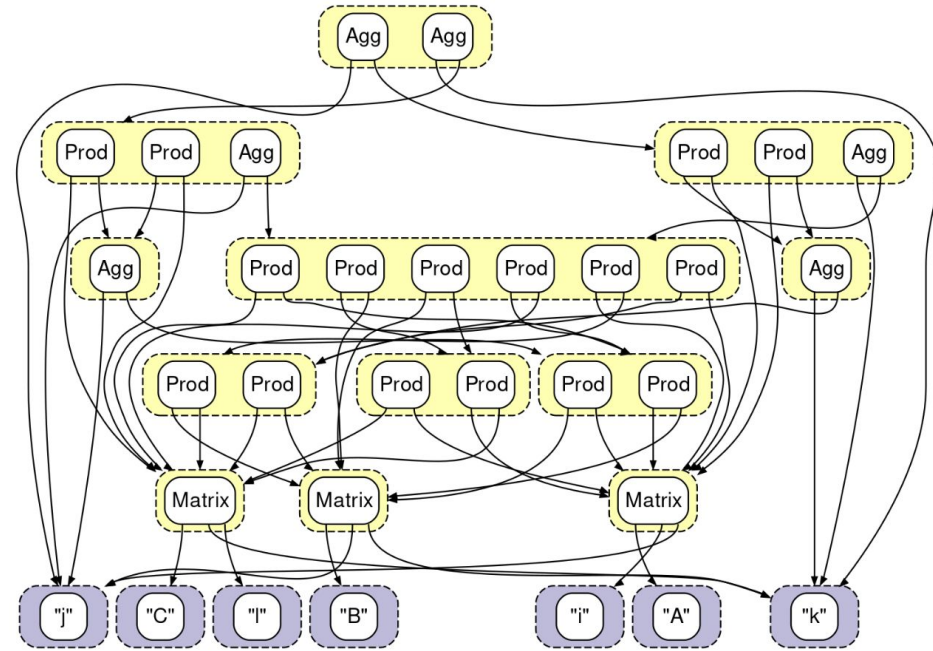 Agg Agg
Prod Prod Agg Prod Prod Agg
Agg Prod Prod Prod Prod Prod Prod Agg
Prod Prod Prod Prod Prod Prod
Matrix Matrix Matrix
"j" "C" "l" "B" "i" "A" "k"